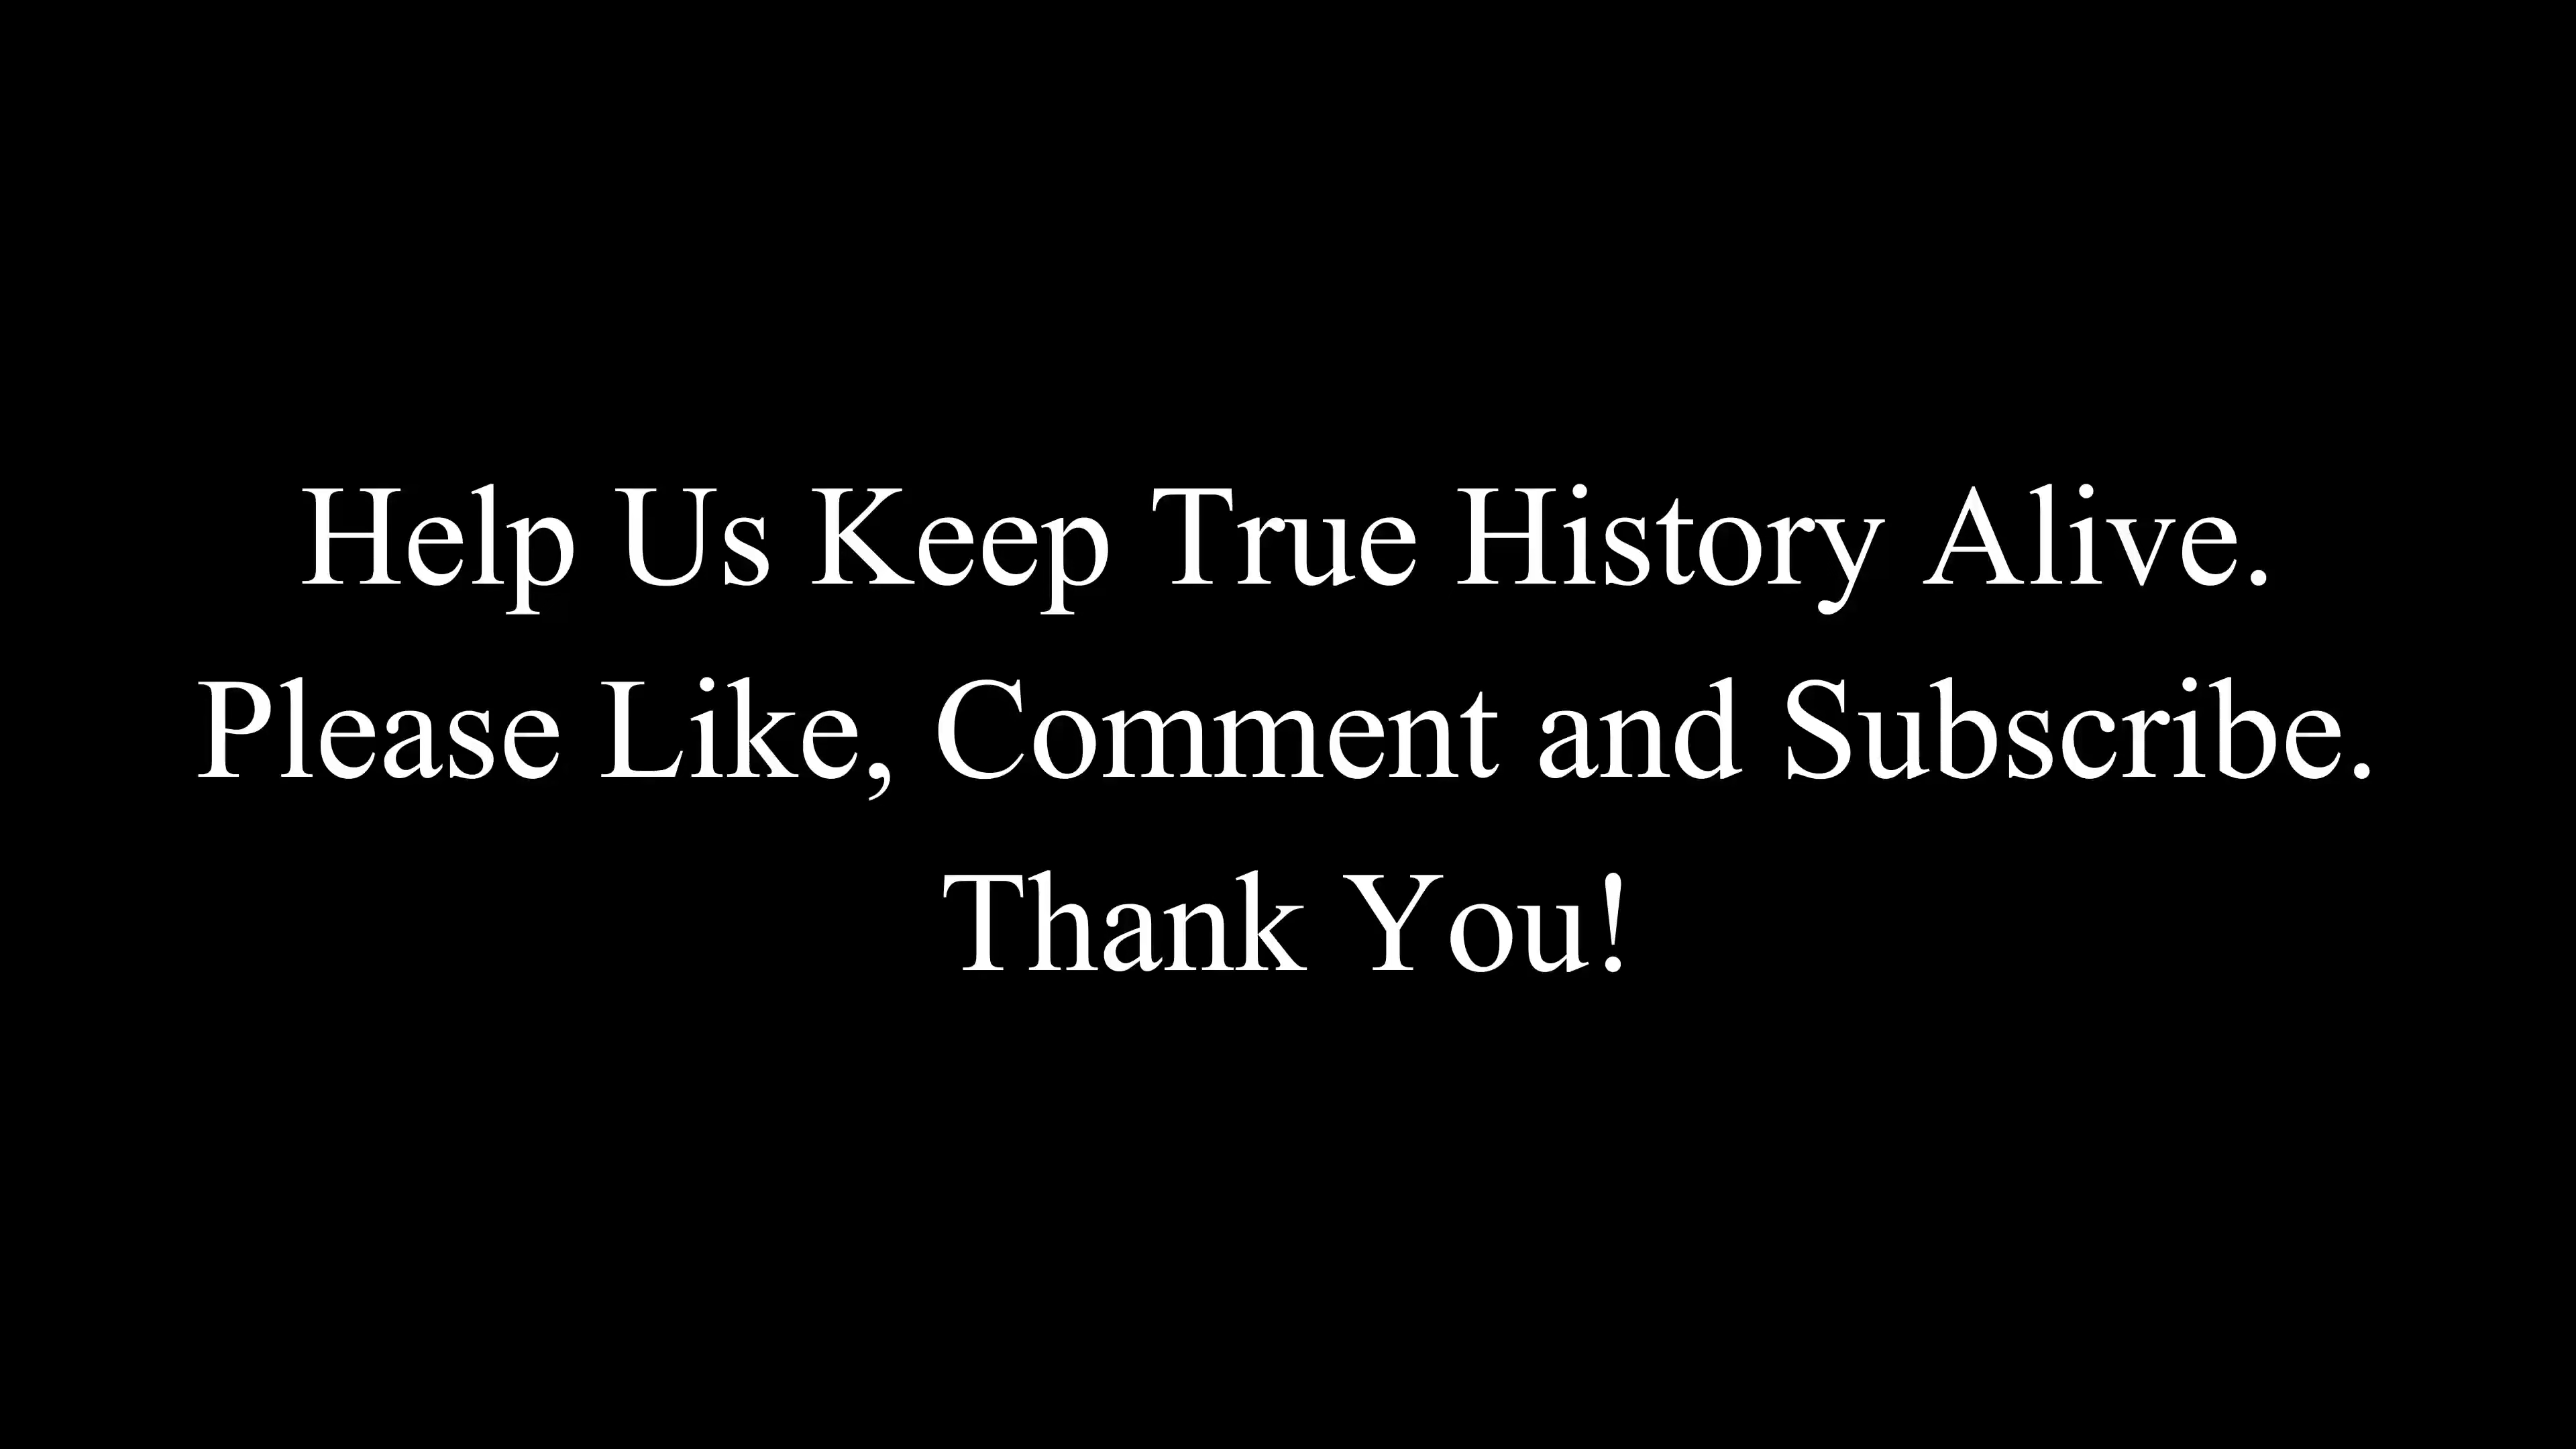 Help Us Keep True History Alive.
Please Like, Comment and Subscribe.
Thank You!